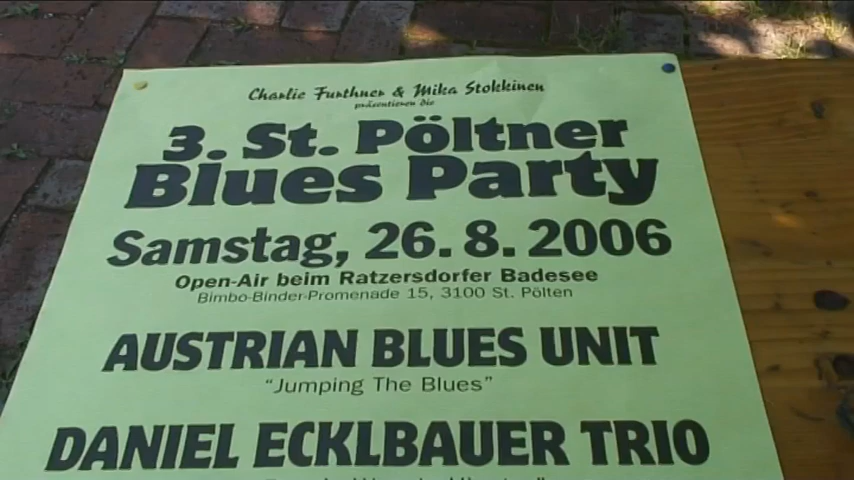 Charlie Furthner & Mika Stokkinen
präsentieren die
3. St. Pöltner
Blues Party
Samstag, 26.8.2006
Open-Air beim Ratzersdorfer Badesee
Bimbo-Binder-Promenade 15, 3100 St. Pölten
AUSTRIAN BLUES UNIT
"Jumping The Blues"
DANIEL ECKLBAUER TRIO